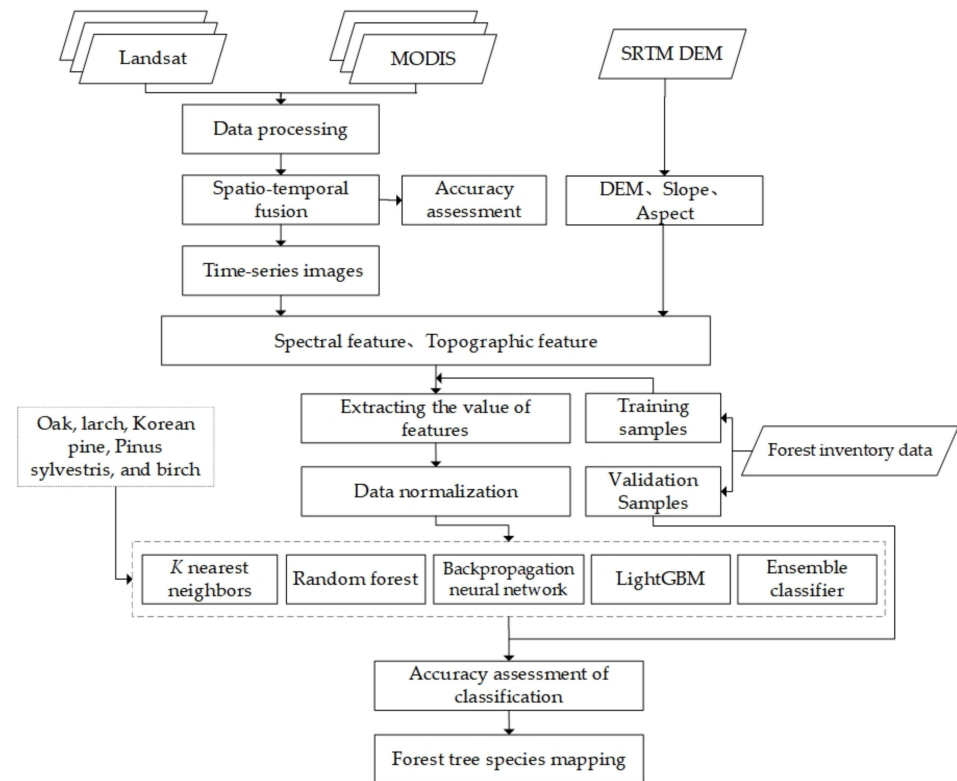 Landsat
MODIS
SRTM DEM
Data processing
Spatio-temporal
fusion
Accuracy
assessment
DEM、Slope、
Aspect
Time-series images
Spectral feature、Topographic feature
Oak, larch, Korean
pine, Pinus
sylvestris, and birch
Extracting the value of
features
Training
samples
Forest inventory data
Data normalization
Validation
Samples
K nearest
neighbors
Random forest
Backpropagation
neural network
LightGBM
Ensemble
classifier
Accuracy assessment of
classification
Forest tree species mapping